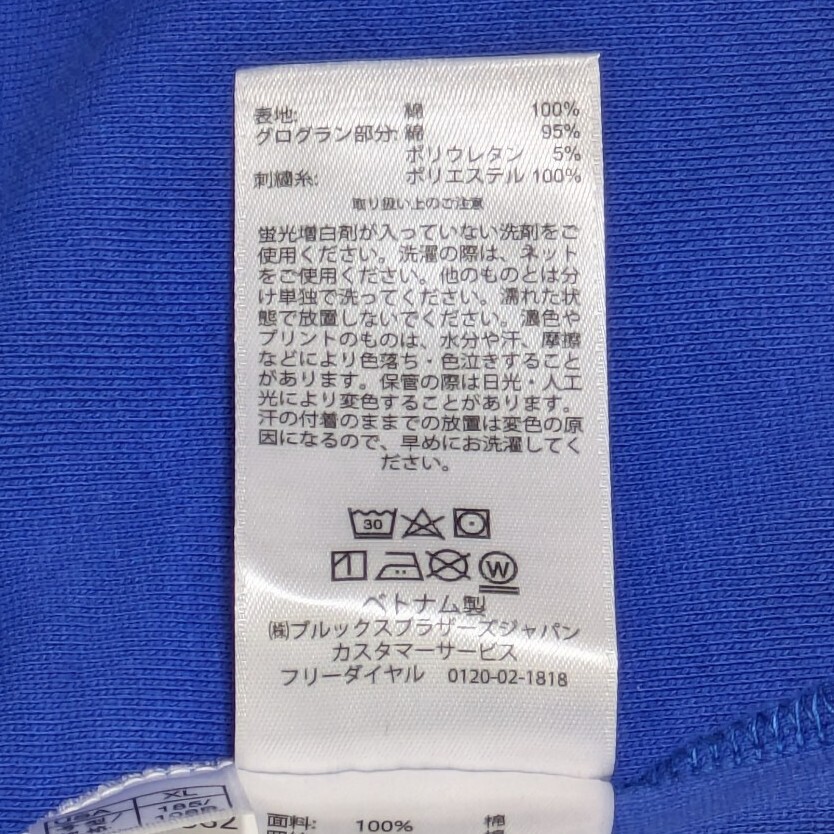 表地: 綿 100%
グログラン部分: 綿 95%
ポリウレタン 5%
刺繍糸: ポリエステル 100%
取り扱い上のご注意
蛍光増白剤が入っていない洗剤をご
使用ください。洗濯の際は、ネット
をご使用ください。他のものとは分
け単独で洗ってください。濡れた状
態で放置しないでください。濃色や
プリントのものは、水分や汗、摩擦
などにより色落ち・色泣きすること
があります。保管の際は日光・人工
光により変色することがあります。
汗の付着のままでの放置は変色の原
因になるので、早めにお洗濯してく
ださい。
30
W
ベトナム製
㈱ブルックスブラザーズジャパン
カスタマーサービス
フリーダイヤル 0120-02-1818
XL
185/
面料: 100% 棉